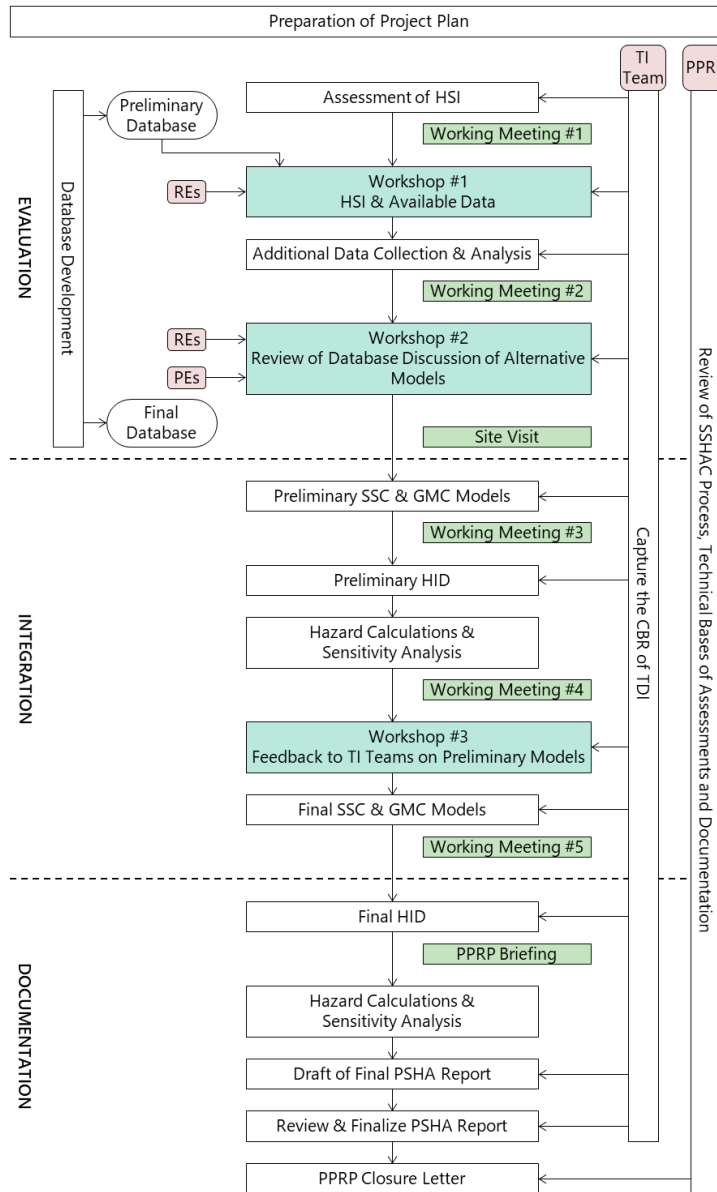 Preparation of Project Plan
TI
Team
PPR
Assessment of HSI
Preliminary
Database
Working Meeting #1
Workshop #1
HSI & Available Data
REs
Additional Data Collection & Analysis
Working Meeting #2
EVALUATION
Database Development
REs
Workshop #2
Review of Database Discussion of Alternative
Models
PEs
Final
Database
Site Visit
Preliminary SSC & GMC Models
Working Meeting #3
Preliminary HID
Capture the CBR of TDI
Review of SSHAC Process, Technical Bases of Assessments and Documentation
INTEGRATION
Hazard Calculations &
Sensitivity Analysis
Working Meeting #4
Workshop #3
Feedback to TI Teams on Preliminary Models
Final SSC & GMC Models
Working Meeting #5
Final HID
PPRP Briefing
DOCUMENTATION
Hazard Calculations &
Sensitivity Analysis
Draft of Final PSHA Report
Review & Finalize PSHA Report
PPRP Closure Letter